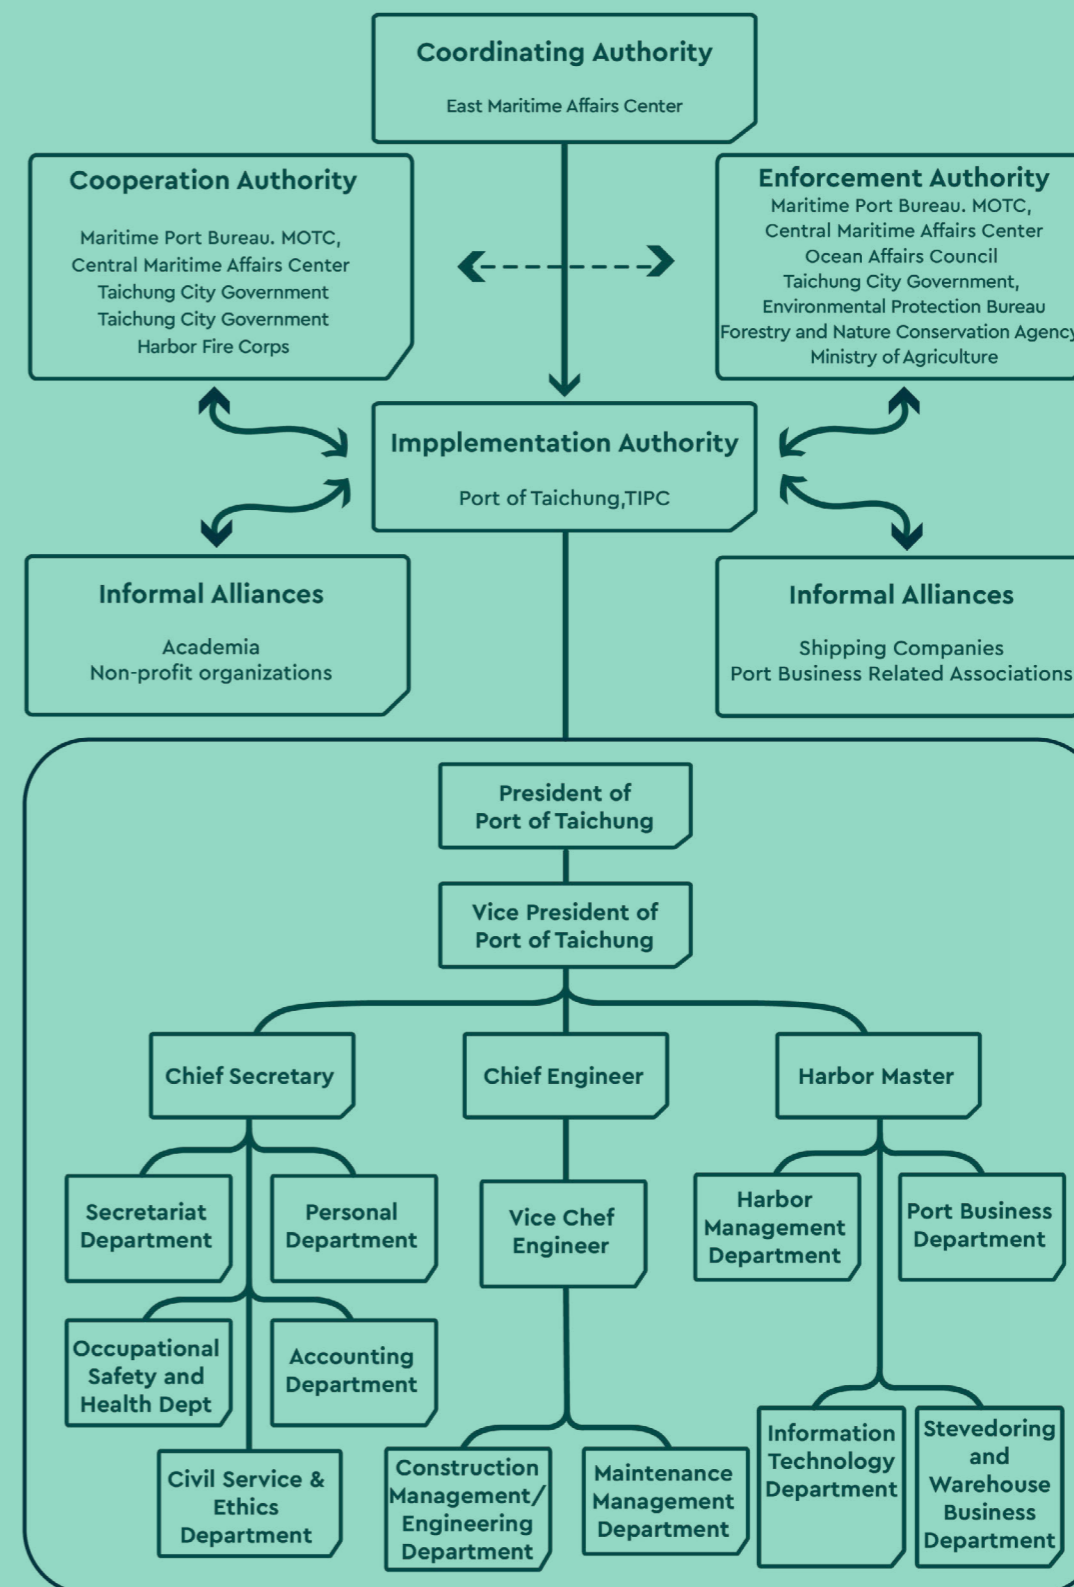 Coordinating Authority
East Maritime Affairs Center
Cooperation Authority
Maritime Port Bureau. MOTC,
Central Maritime Affairs Center
Taichung City Government
Taichung City Government
Harbor Fire Corps
Enforcement Authority
Maritime Port Bureau. MOTC,
Central Maritime Affairs Center
Ocean Affairs Council
Taichung City Government,
Environmental Protection Bureau
Forestry and Nature Conservation Agency
Ministry of Agriculture
Impplementation Authority
Port of Taichung,TIPC
Informal Alliances
Academia
Non-profit organizations
Informal Alliances
Shipping Companies
Port Business Related Associations
President of
Port of Taichung
Vice President of
Port of Taichung
Chief Secretary
Chief Engineer
Harbor Master
Secretariat
Department
Personal
Department
Vice Chef
Engineer
Harbor
Management
Department
Port Business
Department
Occupational
Safety and
Health Dept
Accounting
Department
Civil Service &
Ethics
Department
Construction
Management/
Engineering
Department
Maintenance
Management
Department
Information
Technology
Department
Stevedoring
and
Warehouse
Business
Department